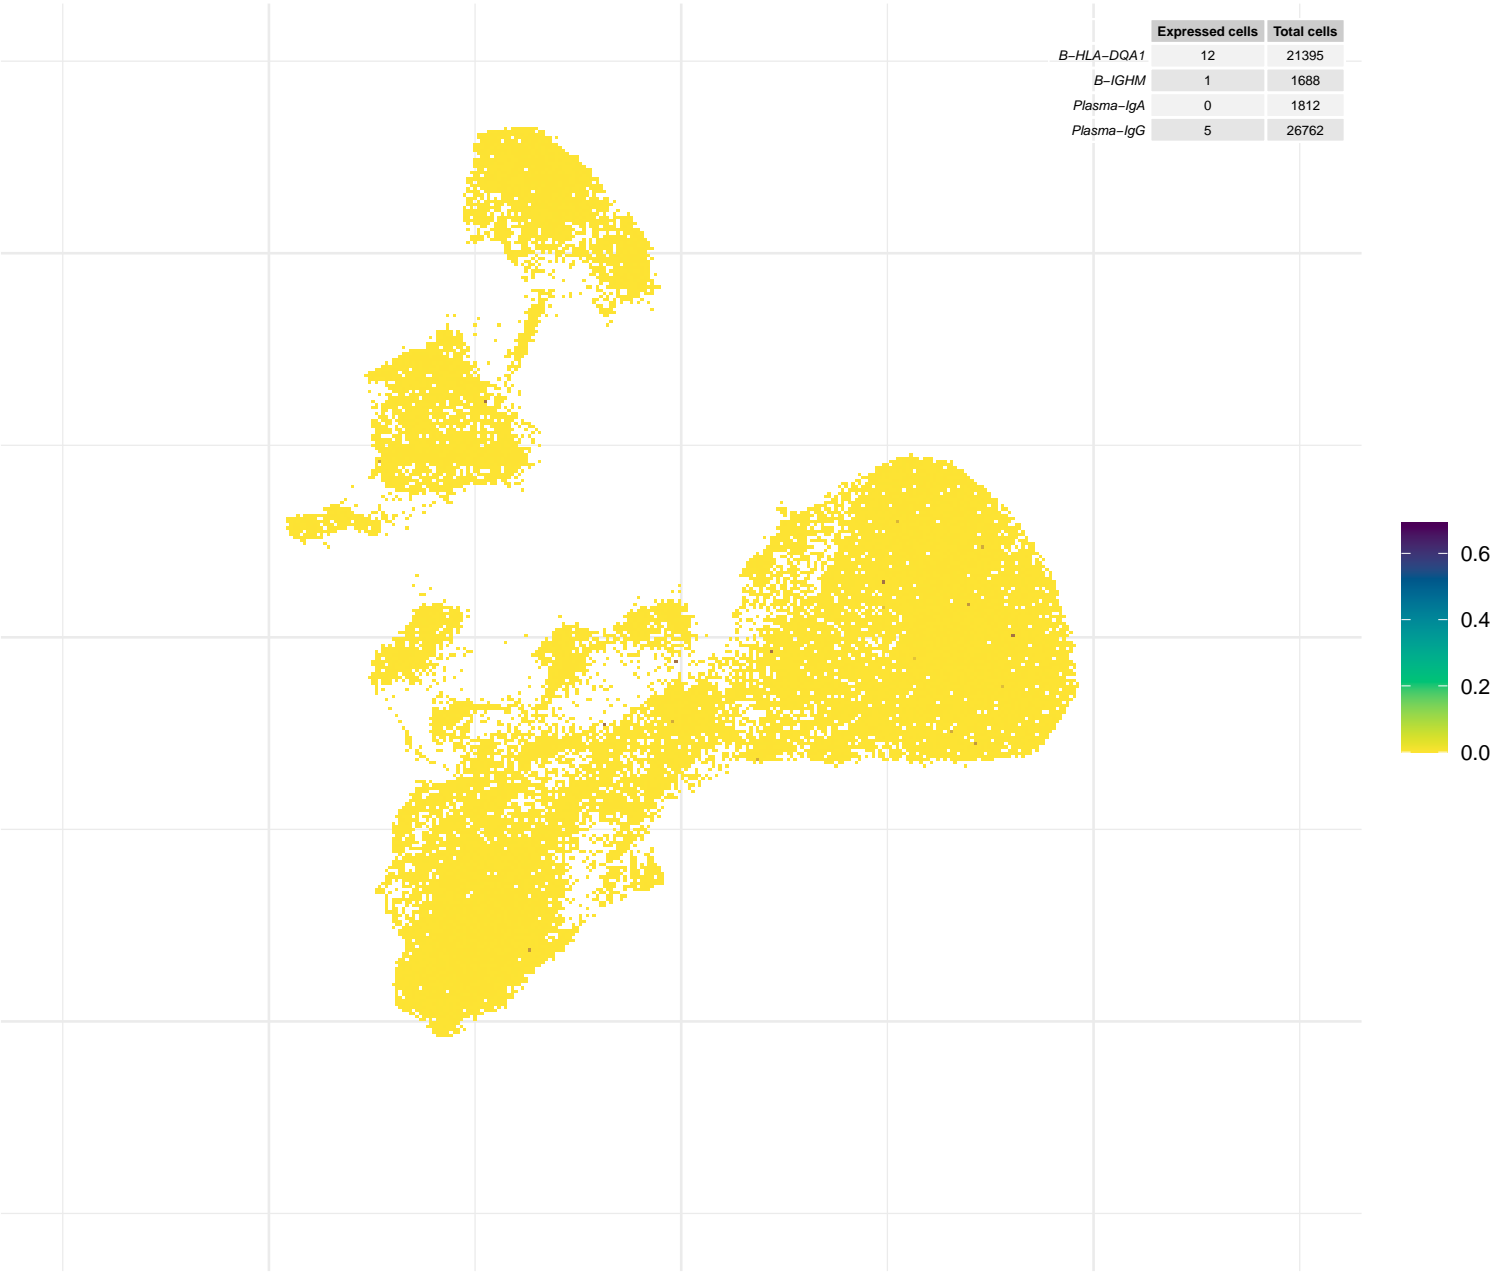 Expressed cells Total cells
B−HLA−DQA1 12 21395
B−IGHM 1 1688
Plasma−IgA 0 1812
Plasma−IgG 5 26762
0.6
0.4
0.2
0.0